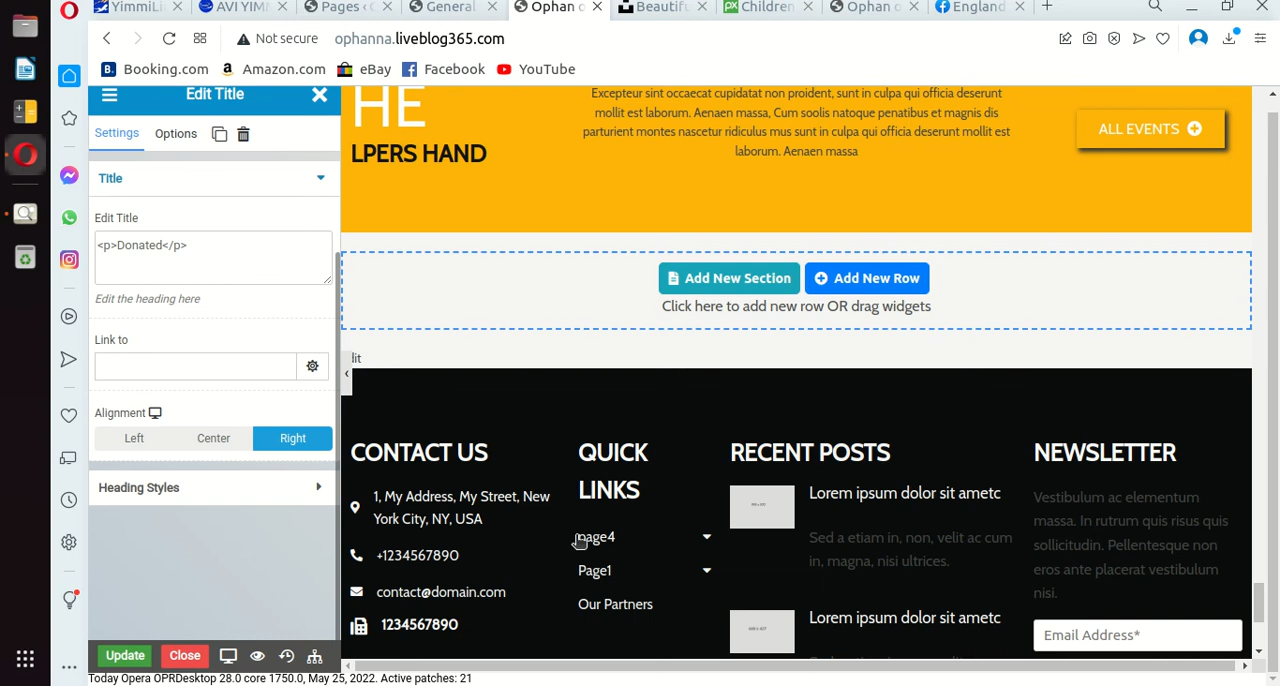 YimmiLi
AVI YIMM
Pages ‹
General
Ophan o
Beautifu
Children
Ophan o
England
Not secure ophanna.liveblog365.com
Booking.com Amazon.com eBay Facebook YouTube
Edit Title
Settings Options
Title
Edit Title
<p>Donated</p>
Edit the heading here
Link to
Alignment
Left Center Right
Heading Styles
Update Close
HE
LPERS HAND
Excepteur sint occaecat cupidatat non proident, sunt in culpa qui officia deserunt
mollit est laborum. Aenaen massa, Cum soolis natoque penatibus et magnis dis
parturient montes nascetur ridiculus mus sunt in culpa qui officia deserunt mollit est
laborum. Aenaen massa
ALL EVENTS
Add New Section Add New Row
Click here to add new row OR drag widgets
dit
CONTACT US
1, My Address, My Street, New
York City, NY, USA
+1234567890
contact@domain.com
1234567890
QUICK
LINKS
page4
Page1
Our Partners
RECENT POSTS
Lorem ipsum dolor sit ametc
Sed a etiam in, non, velit ac cum
in, magna, nisi ultrices.
Lorem ipsum dolor sit ametc
NEWSLETTER
Vestibulum ac elementum
massa. In rutrum quis risus quis
sollicitudin. Pellentesque non
eros ante placerat vestibulum
nisi.
Email Address*
Today Opera OPRDesktop 28.0 core 1750.0, May 25, 2022. Active patches: 21